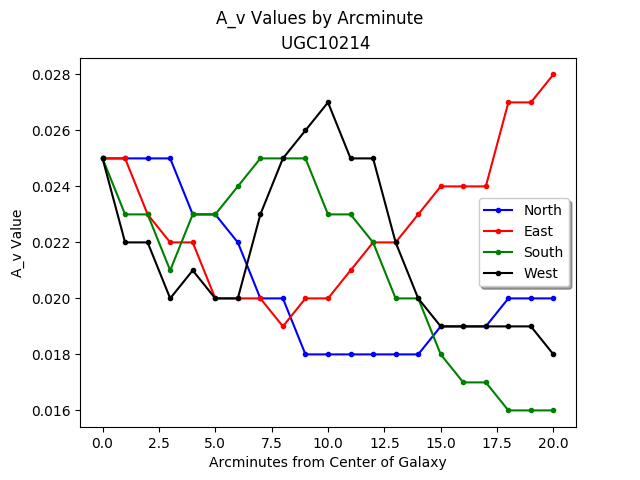 A_v Values by Arcminute
UGC10214
0.028
0.026
0.024
0.022
0.020
0.018
0.016
A_v Value
North
East
South
West
0.0 2.5 5.0 7.5 10.0 12.5 15.0 17.5 20.0
Arcminutes from Center of Galaxy